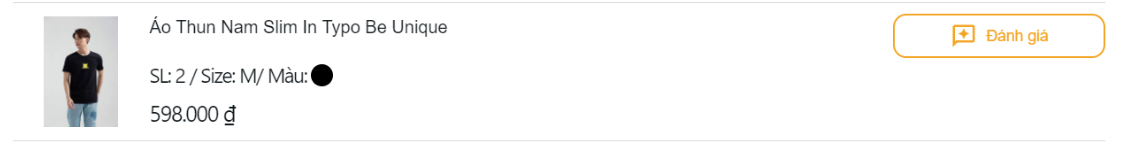 Áo Thun Nam Slim In Typo Be Unique
Đánh giá
SL: 2 / Size: M/ Màu:
598.000 ₫